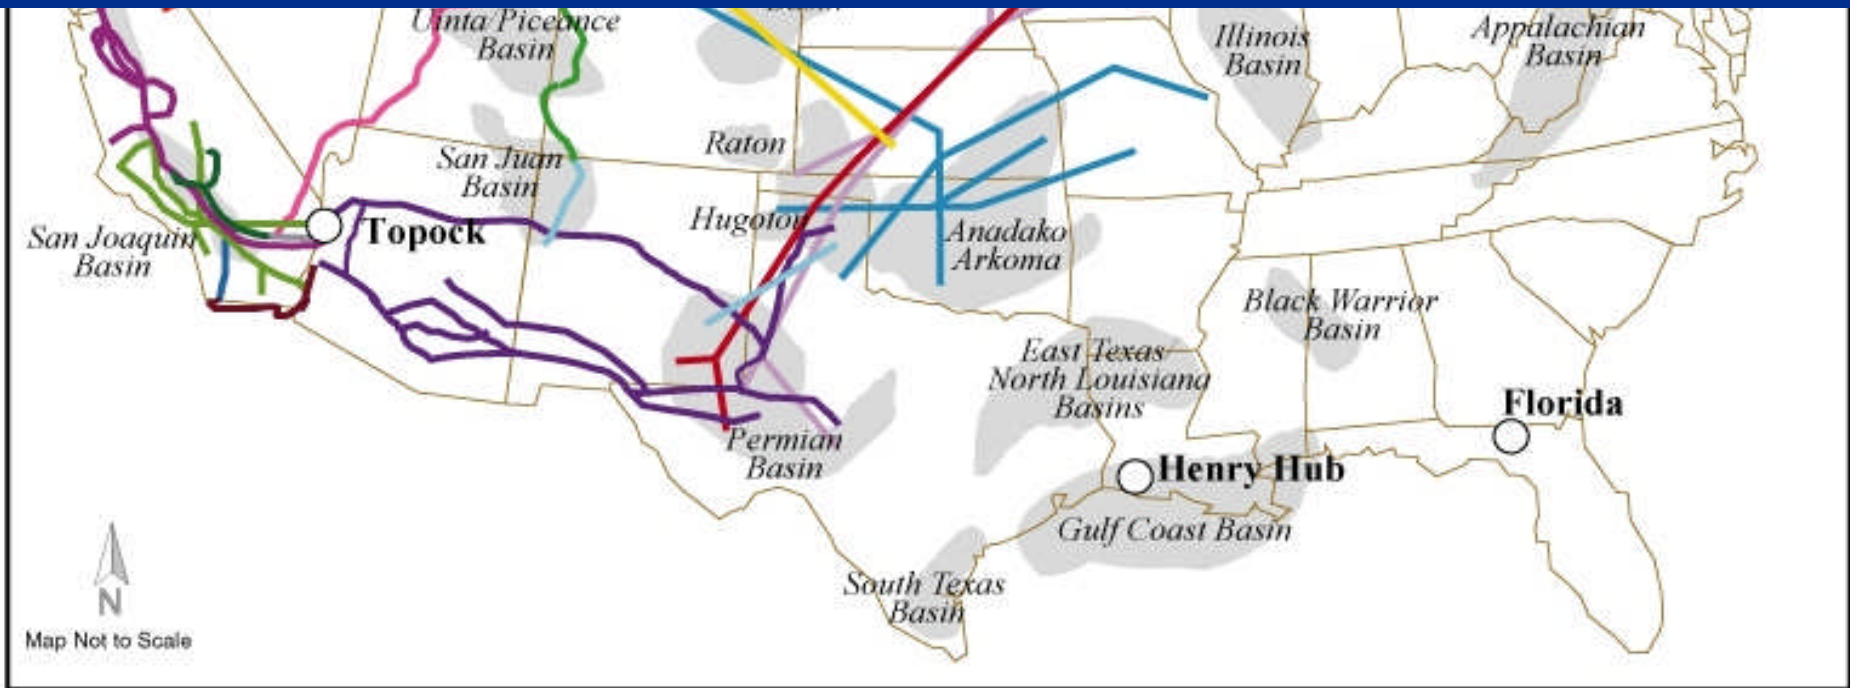 Uinta Piceance
Basin
Illinois
Basin
Appalachian
Basin
Raton
San Juan
Basin
Hugoton
Topock
San Joaquin
Basin
Anadako
Arkoma
Black Warrior
Basin
East Texas
North Louisiana
Basins
Florida
Permian
Basin
Henry Hub
Gulf Coast Basin
South Texas
Basin
N
Map Not to Scale